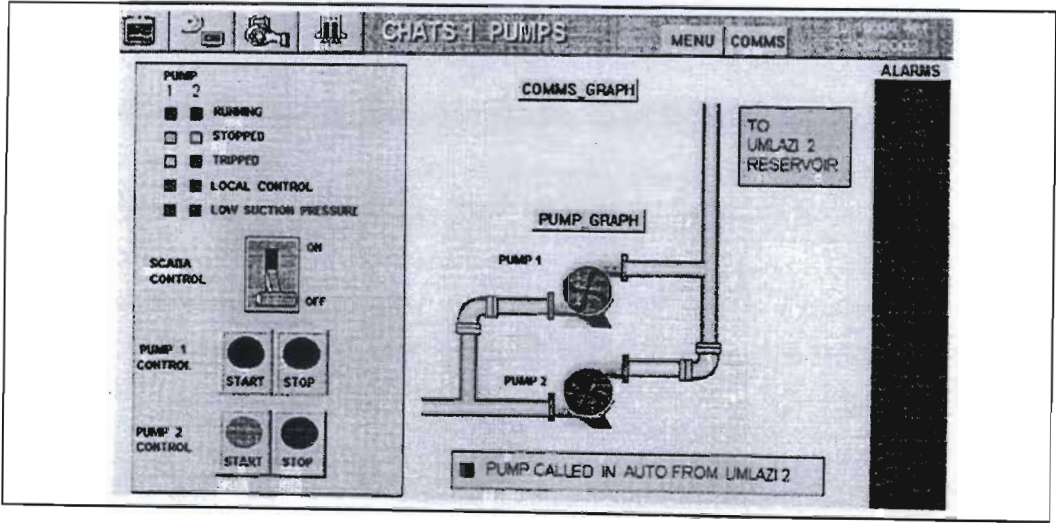 CHATS 1 PUMPS
MENU COMMS
ALARMS
PUMP
1 2
RUNNING
STOPPED
TRIPPED
LOCAL CONTROL
LOW SUCTION PRESSURE
SCADA
CONTROL
ON
OFF
PUMP 1
CONTROL
START STOP
PUMP 2
CONTROL
START STOP
COMMS_GRAPH
TO
UMLAZI 2
RESERVOIR
PUMP_GRAPH
PUMP 1
PUMP 2
PUMP CALLED IN AUTO FROM UMLAZI 2